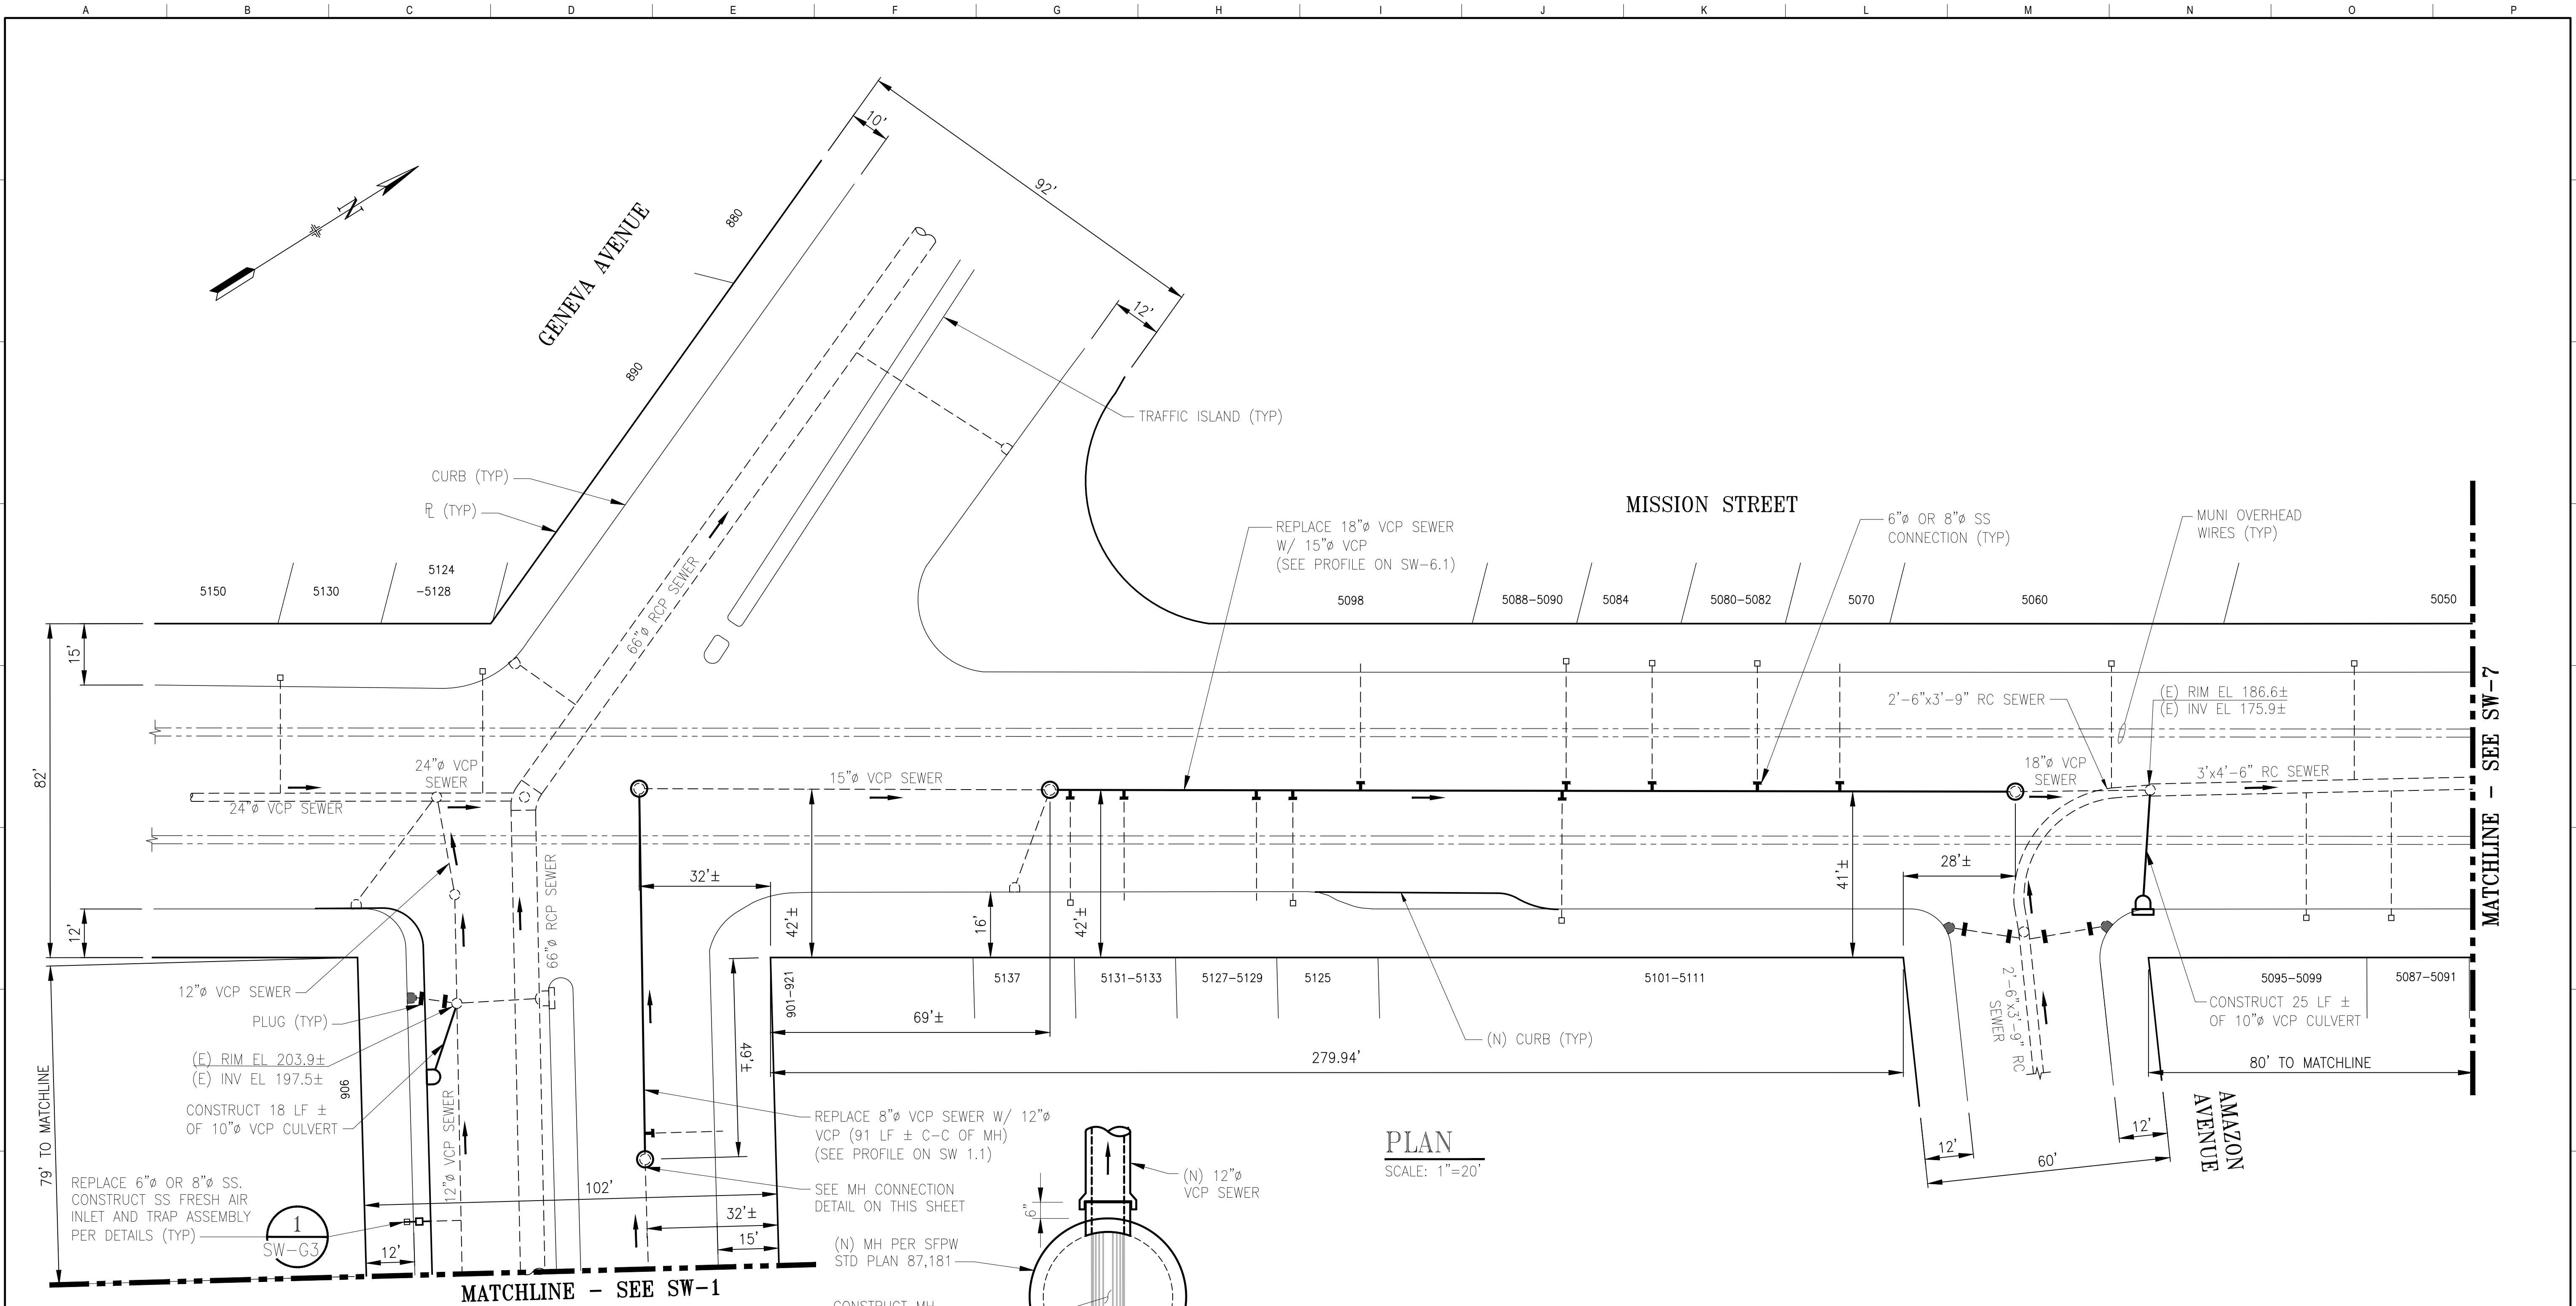 A B C D E F G H I J K L M N O P
10'
92'
12'
N
GENEVA AVENUE
880
890
TRAFFIC ISLAND (TYP)
CURB (TYP)
PL (TYP)
66"ø RCP SEWER
MISSION STREET
REPLACE 18"ø VCP SEWER
W/ 15"ø VCP
(SEE PROFILE ON SW-6.1)
6"ø OR 8"ø SS
CONNECTION (TYP)
MUNI OVERHEAD
WIRES (TYP)
5150
5130
5124
-5128
5098
5088-5090
5084
5080-5082
5070
5060
5050
15'
82'
12'
2'-6"x3'-9" RC SEWER
(E) RIM EL 186.6±
(E) INV EL 175.9±
MATCHLINE - SEE SW-7
24"ø VCP
SEWER
24"ø VCP SEWER
15"ø VCP SEWER
18"ø VCP
SEWER
3'x4'-6" RC SEWER
66"ø RCP SEWER
32'±
42'±
16'
42'±
41'±
28'±
12"ø VCP SEWER
PLUG (TYP)
(E) RIM EL 203.9±
(E) INV EL 197.5±
CONSTRUCT 18 LF ±
OF 10"ø VCP CULVERT
906
901-921
5137
5131-5133
5127-5129
5125
5101-5111
5095-5099
5087-5091
2'-6"x3'-9" RC
SEWER
CONSTRUCT 25 LF ±
OF 10"ø VCP CULVERT
69'±
49'±
(N) CURB (TYP)
279.94'
80' TO MATCHLINE
79' TO MATCHLINE
12"ø VCP SEWER
REPLACE 8"ø VCP SEWER W/ 12"ø
VCP (91 LF ± C-C OF MH)
(SEE PROFILE ON SW 1.1)
PLAN
SCALE: 1"=20'
12'
60'
12'
AMAZON
AVENUE
REPLACE 6"ø OR 8"ø SS.
CONSTRUCT SS FRESH AIR
INLET AND TRAP ASSEMBLY
PER DETAILS (TYP)
1
SW-G3
102'
32'±
15'
12'
SEE MH CONNECTION
DETAIL ON THIS SHEET
(N) 12"ø
VCP SEWER
6"
(N) MH PER SFPW
STD PLAN 87,181
MATCHLINE - SEE SW-1
CONSTRUCT MH